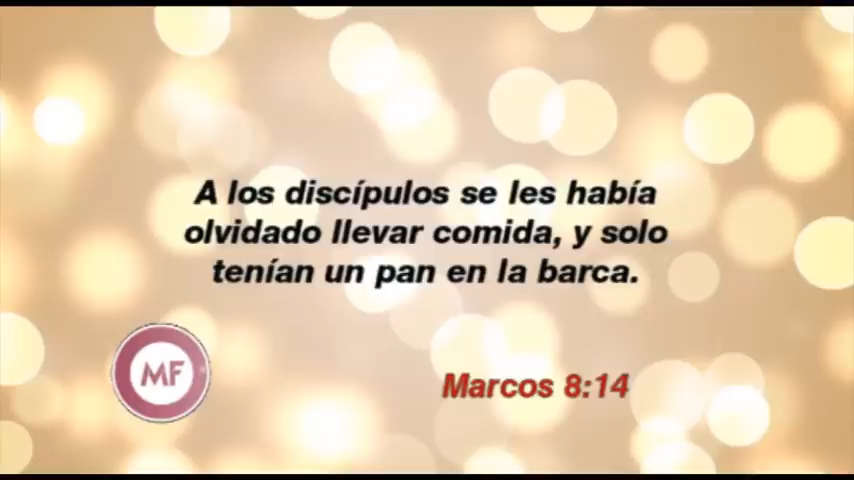 A los discípulos se les había
olvidado llevar comida, y solo
tenían un pan en la barca.
MF
Marcos 8:14